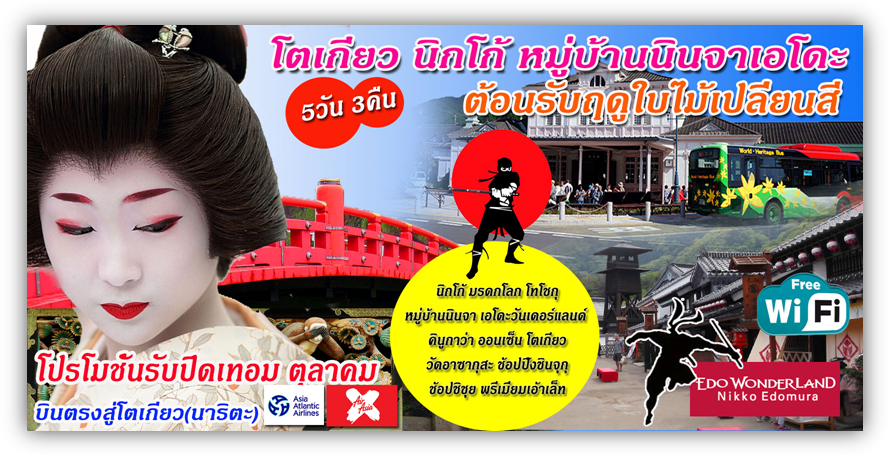 โตเกียว นิกโก้ หมู่บ้านนินจาเอโดะ
5วัน 3คืน
ต้อนรับฤดูใบไม้เปลี่ยนสี
World · Heritage Bus
นิกโก้ มรดกโลก โทโชกุ
หมู่บ้านนินจา เอโดะวันเดอร์แลนด์
คินูกาว่า ออนเซ็น โตเกียว
วัดอาซากุสะ ช้อปปิ้งชินจุกุ
ช้อปชิซุย พรีเมียมเอ้าเล็ท
Free
Wi Fi
โปรโมชั่นรับปิดเทอม ตุลาคม
EDO WONDERLAND
Nikko Edomura
บินตรงสู่โตเกียว(นาริตะ)
Asia
Atlantic
Airlines
Air Asia X